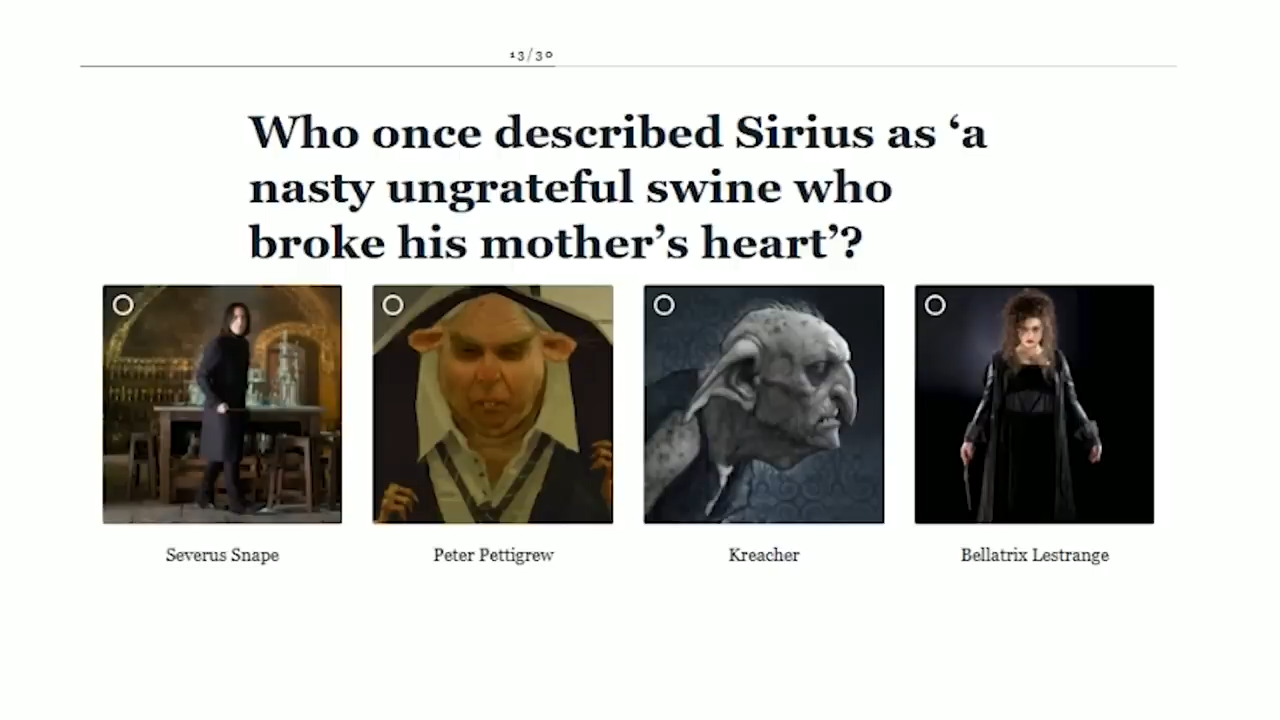 13/30
Who once described Sirius as ‘a
nasty ungrateful swine who
broke his mother’s heart’?
Severus Snape
Peter Pettigrew
Kreacher
Bellatrix Lestrange